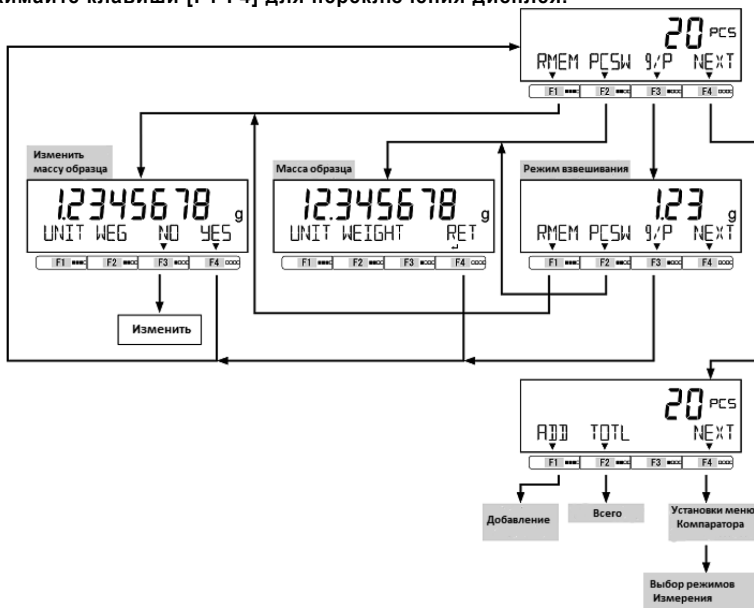 жимайте клавиши [F1-F4] для переключения дисплея.
20 PCS
RMEM PCSW g/P NEXT
F1 F2 F3 F4
Изменить
массу образца
1.2345678 g
UNIT WEG NO YES
F1 F2 F3 F4
Изменить
Масса образца
12.345678 g
UNIT WEIGHT RET
F1 F2 F3 F4
Режим взвешивания
1.23 g
RMEM PCSW g/P NEXT
F1 F2 F3 F4
20 PCS
ADD TOTL NEXT
F1 F2 F3 F4
Добавление
Всего
Установки меню
Компаратора
Выбор режимов
Измерения